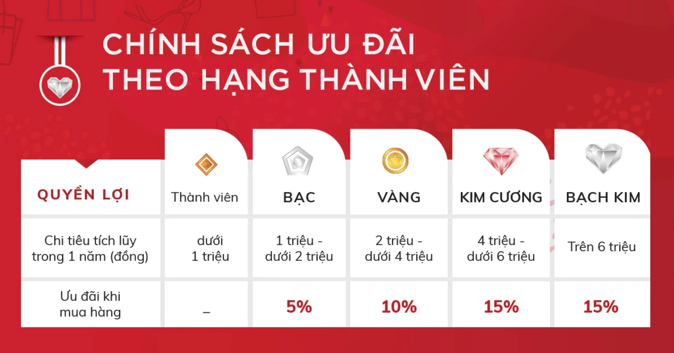 CHÍNH SÁCH ƯU ĐÃI
THEO HẠNG THÀNH VIÊN
QUYỀN LỢI
Thành viên
BẠC
VÀNG
KIM CƯƠNG
BẠCH KIM
Chi tiêu tích lũy
trong 1 năm (đồng)
dưới
1 triệu
1 triệu -
dưới 2 triệu
2 triệu -
dưới 4 triệu
4 triệu -
dưới 6 triệu
Trên 6 triệu
Ưu đãi khi
mua hàng
–
5%
10%
15%
15%